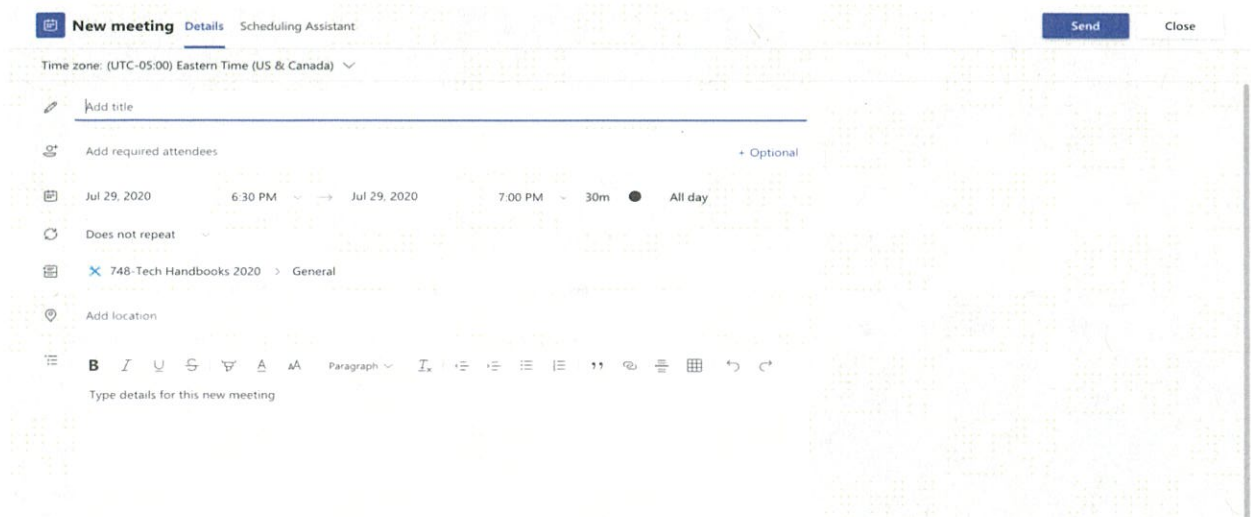 New meeting Details Scheduling Assistant Send Close
Time zone: (UTC-05:00) Eastern Time (US & Canada)
Add title
Add required attendees + Optional
Jul 29, 2020 6:30 PM → Jul 29, 2020 7:00 PM 30m All day
Does not repeat
748-Tech Handbooks 2020 > General
Add location
B I U S A AA Paragraph Ix
Type details for this new meeting